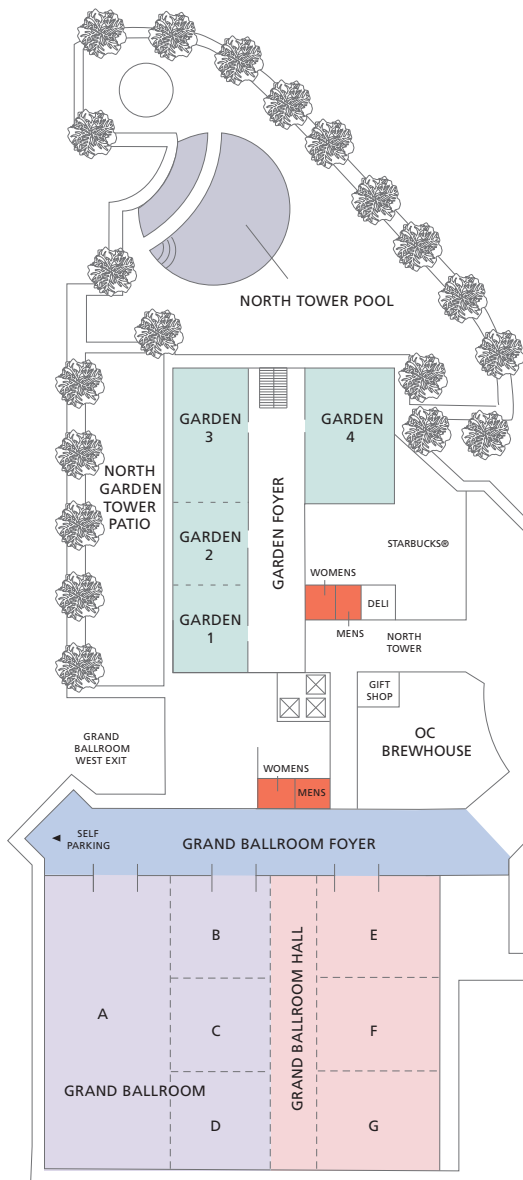 NORTH TOWER POOL
GARDEN
3
GARDEN
4
NORTH
GARDEN
TOWER
PATIO
GARDEN FOYER
GARDEN
2
STARBUCKS®
WOMENS
DELI
GARDEN
1
MENS
NORTH
TOWER
GIFT
SHOP
OC
BREWHOUSE
GRAND
BALLROOM
WEST EXIT
WOMENS
MENS
SELF
PARKING
GRAND BALLROOM FOYER
B
E
A
GRAND BALLROOM HALL
C
F
GRAND BALLROOM
D
G